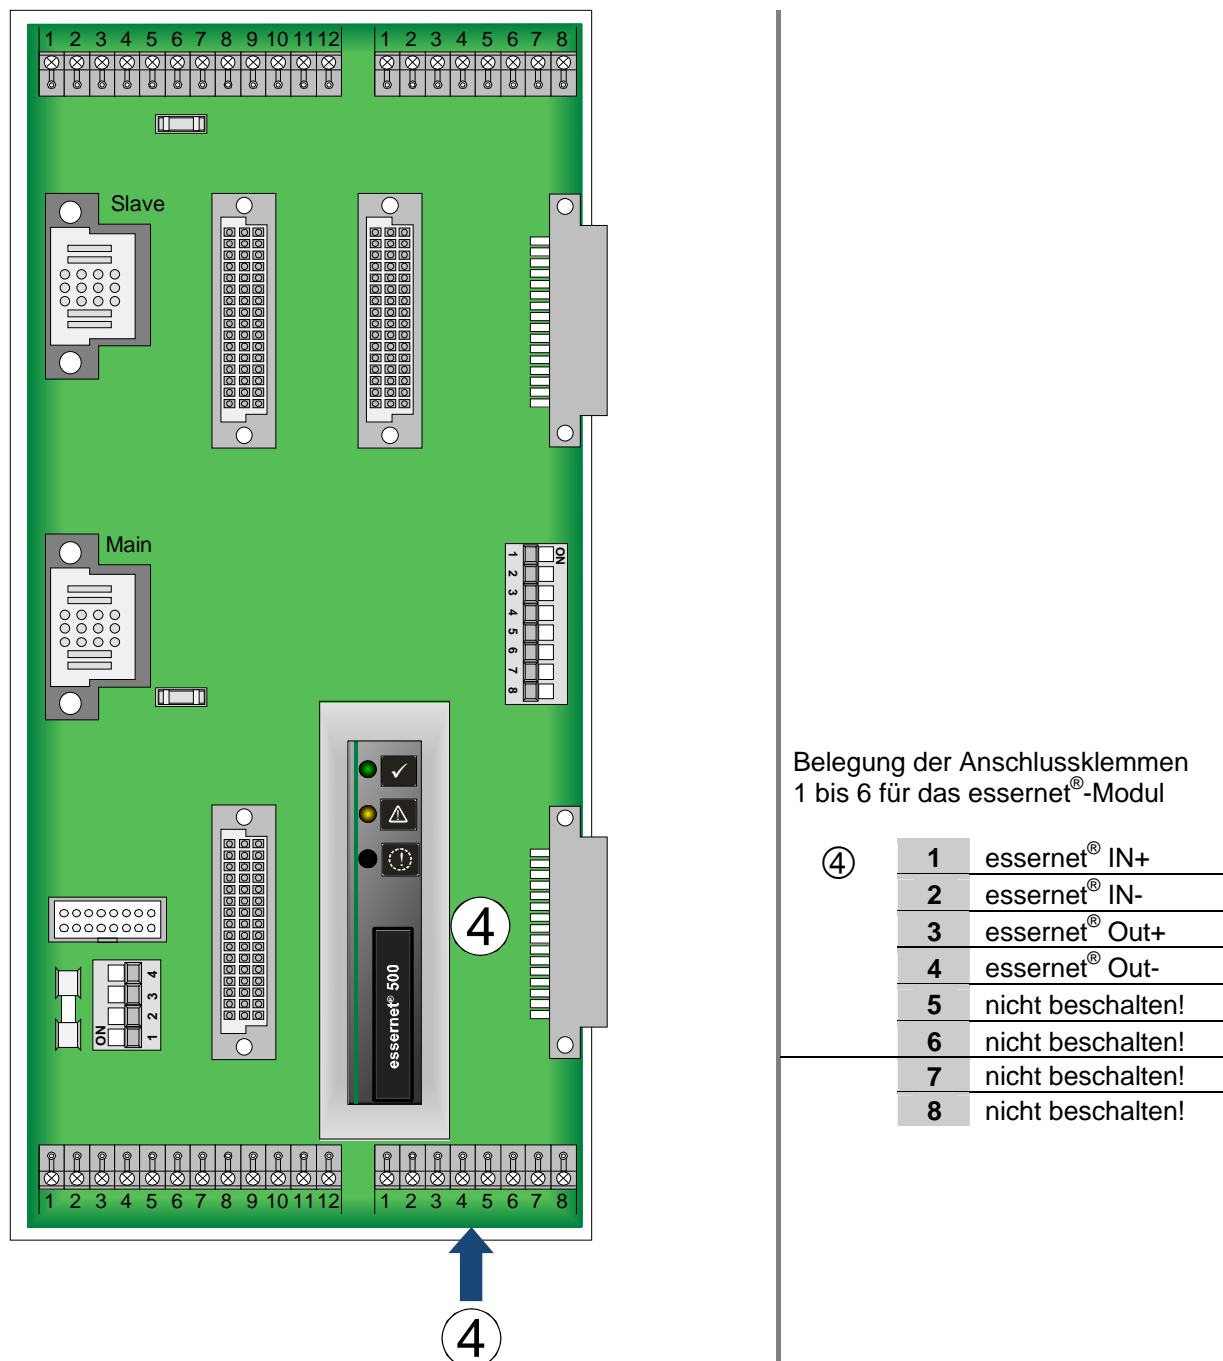 1 2 3 4 5 6 7 8 9 10 11 12
1 2 3 4 5 6 7 8
Slave
Main
ON
1
2
3
4
5
6
7
8
essernet® 500
4
ON
1 2 3 4
1 2 3 4 5 6 7 8 9 10 11 12
1 2 3 4 5 6 7 8
4
Belegung der Anschlussklemmen
1 bis 6 für das essernet®-Modul
④
1 essernet® IN+
2 essernet® IN-
3 essernet® Out+
4 essernet® Out-
5 nicht beschalten!
6 nicht beschalten!
7 nicht beschalten!
8 nicht beschalten!